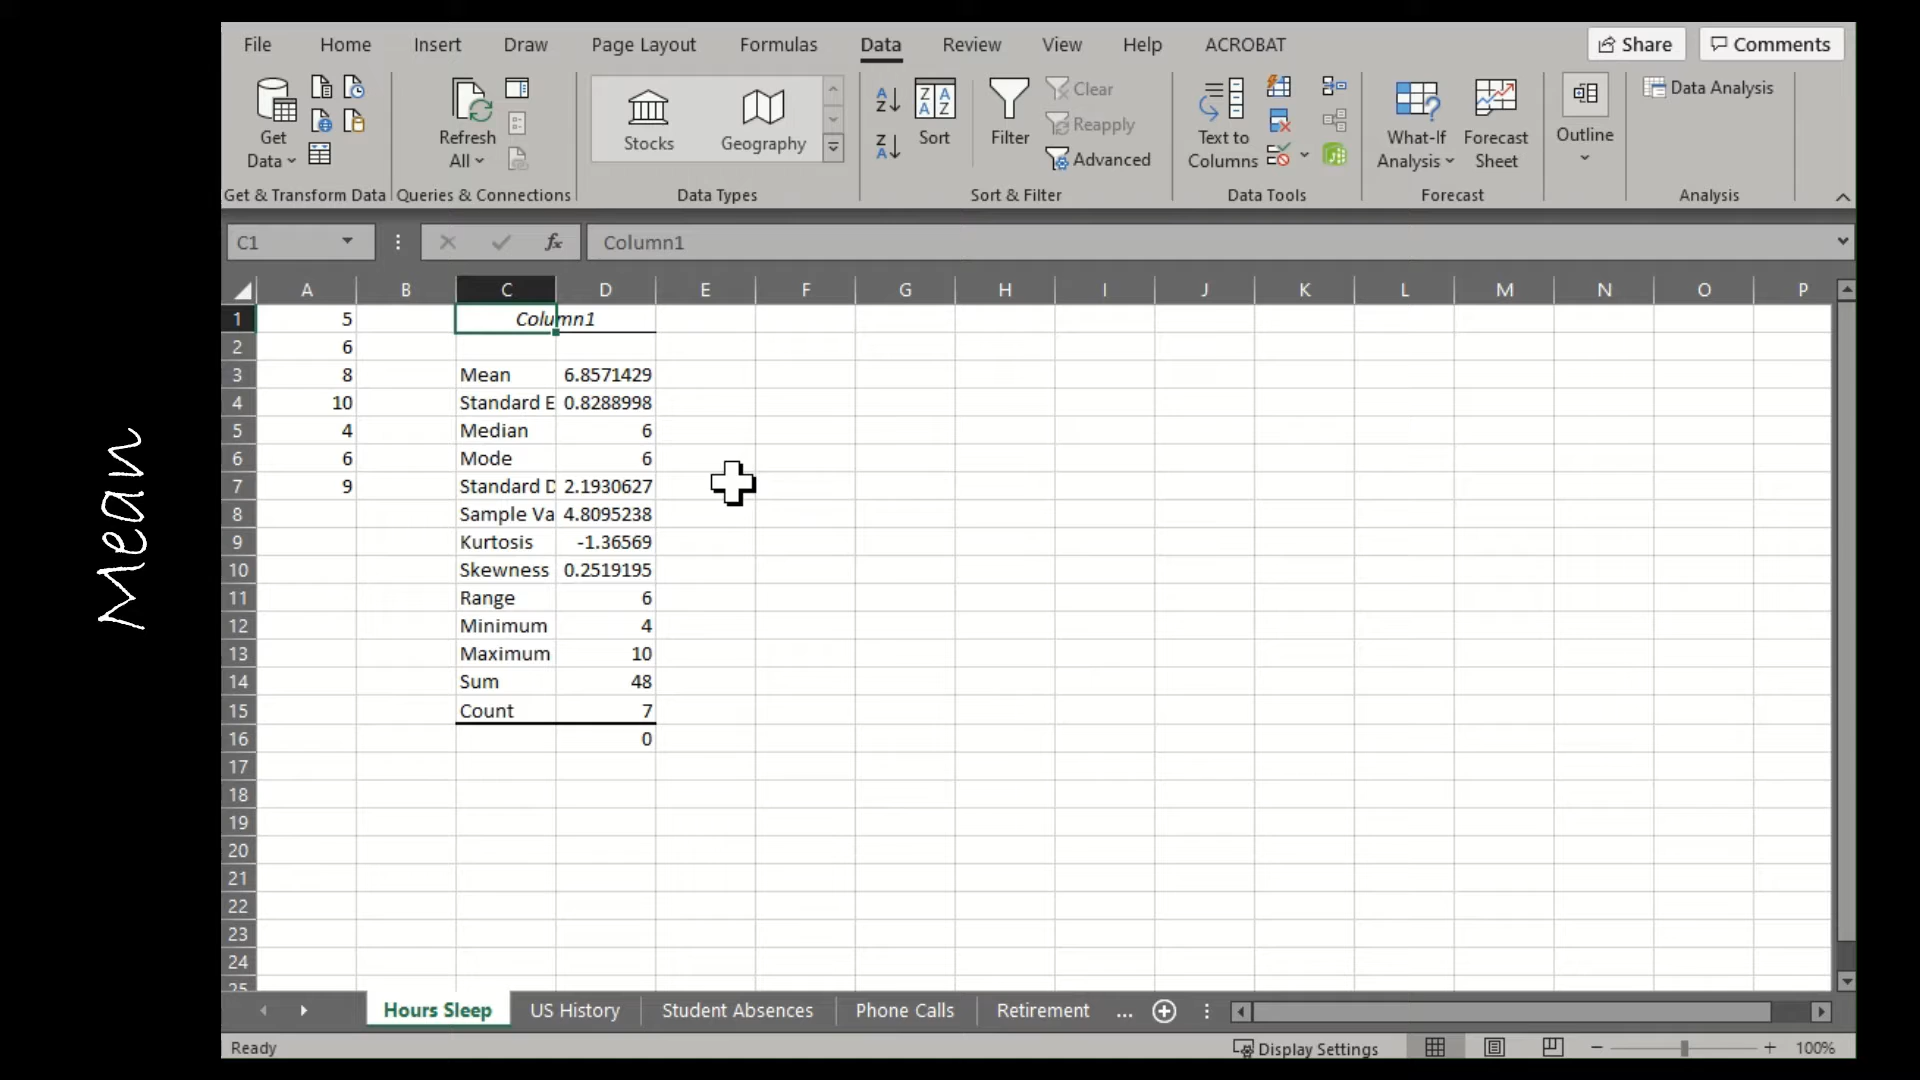 File Home Insert Draw Page Layout Formulas Data Review View Help ACROBAT Share Comments
Get Data
Refresh All
Stocks Geography
A Z
Z A
Z A A Z
Sort
Filter
Clear
Reapply
Advanced
Text to Columns
What-If Analysis
Forecast Sheet
Outline
Data Analysis
Get & Transform Data Queries & Connections Data Types Sort & Filter Data Tools Forecast Analysis
C1 fx Column1
A B C D E F G H I J K L M N O P
1 5 Column1
2 6
3 8 Mean 6.8571429
4 10 Standard E 0.8288998
5 4 Median 6
6 6 Mode 6
7 9 Standard D 2.1930627
8 Sample Va 4.8095238
9 Kurtosis -1.36569
10 Skewness 0.2519195
11 Range 6
12 Minimum 4
13 Maximum 10
14 Sum 48
15 Count 7
16 0
17
18
19
20
21
22
23
24
25
Hours Sleep US History Student Absences Phone Calls Retirement ...
Ready Display Settings 100%
Mean